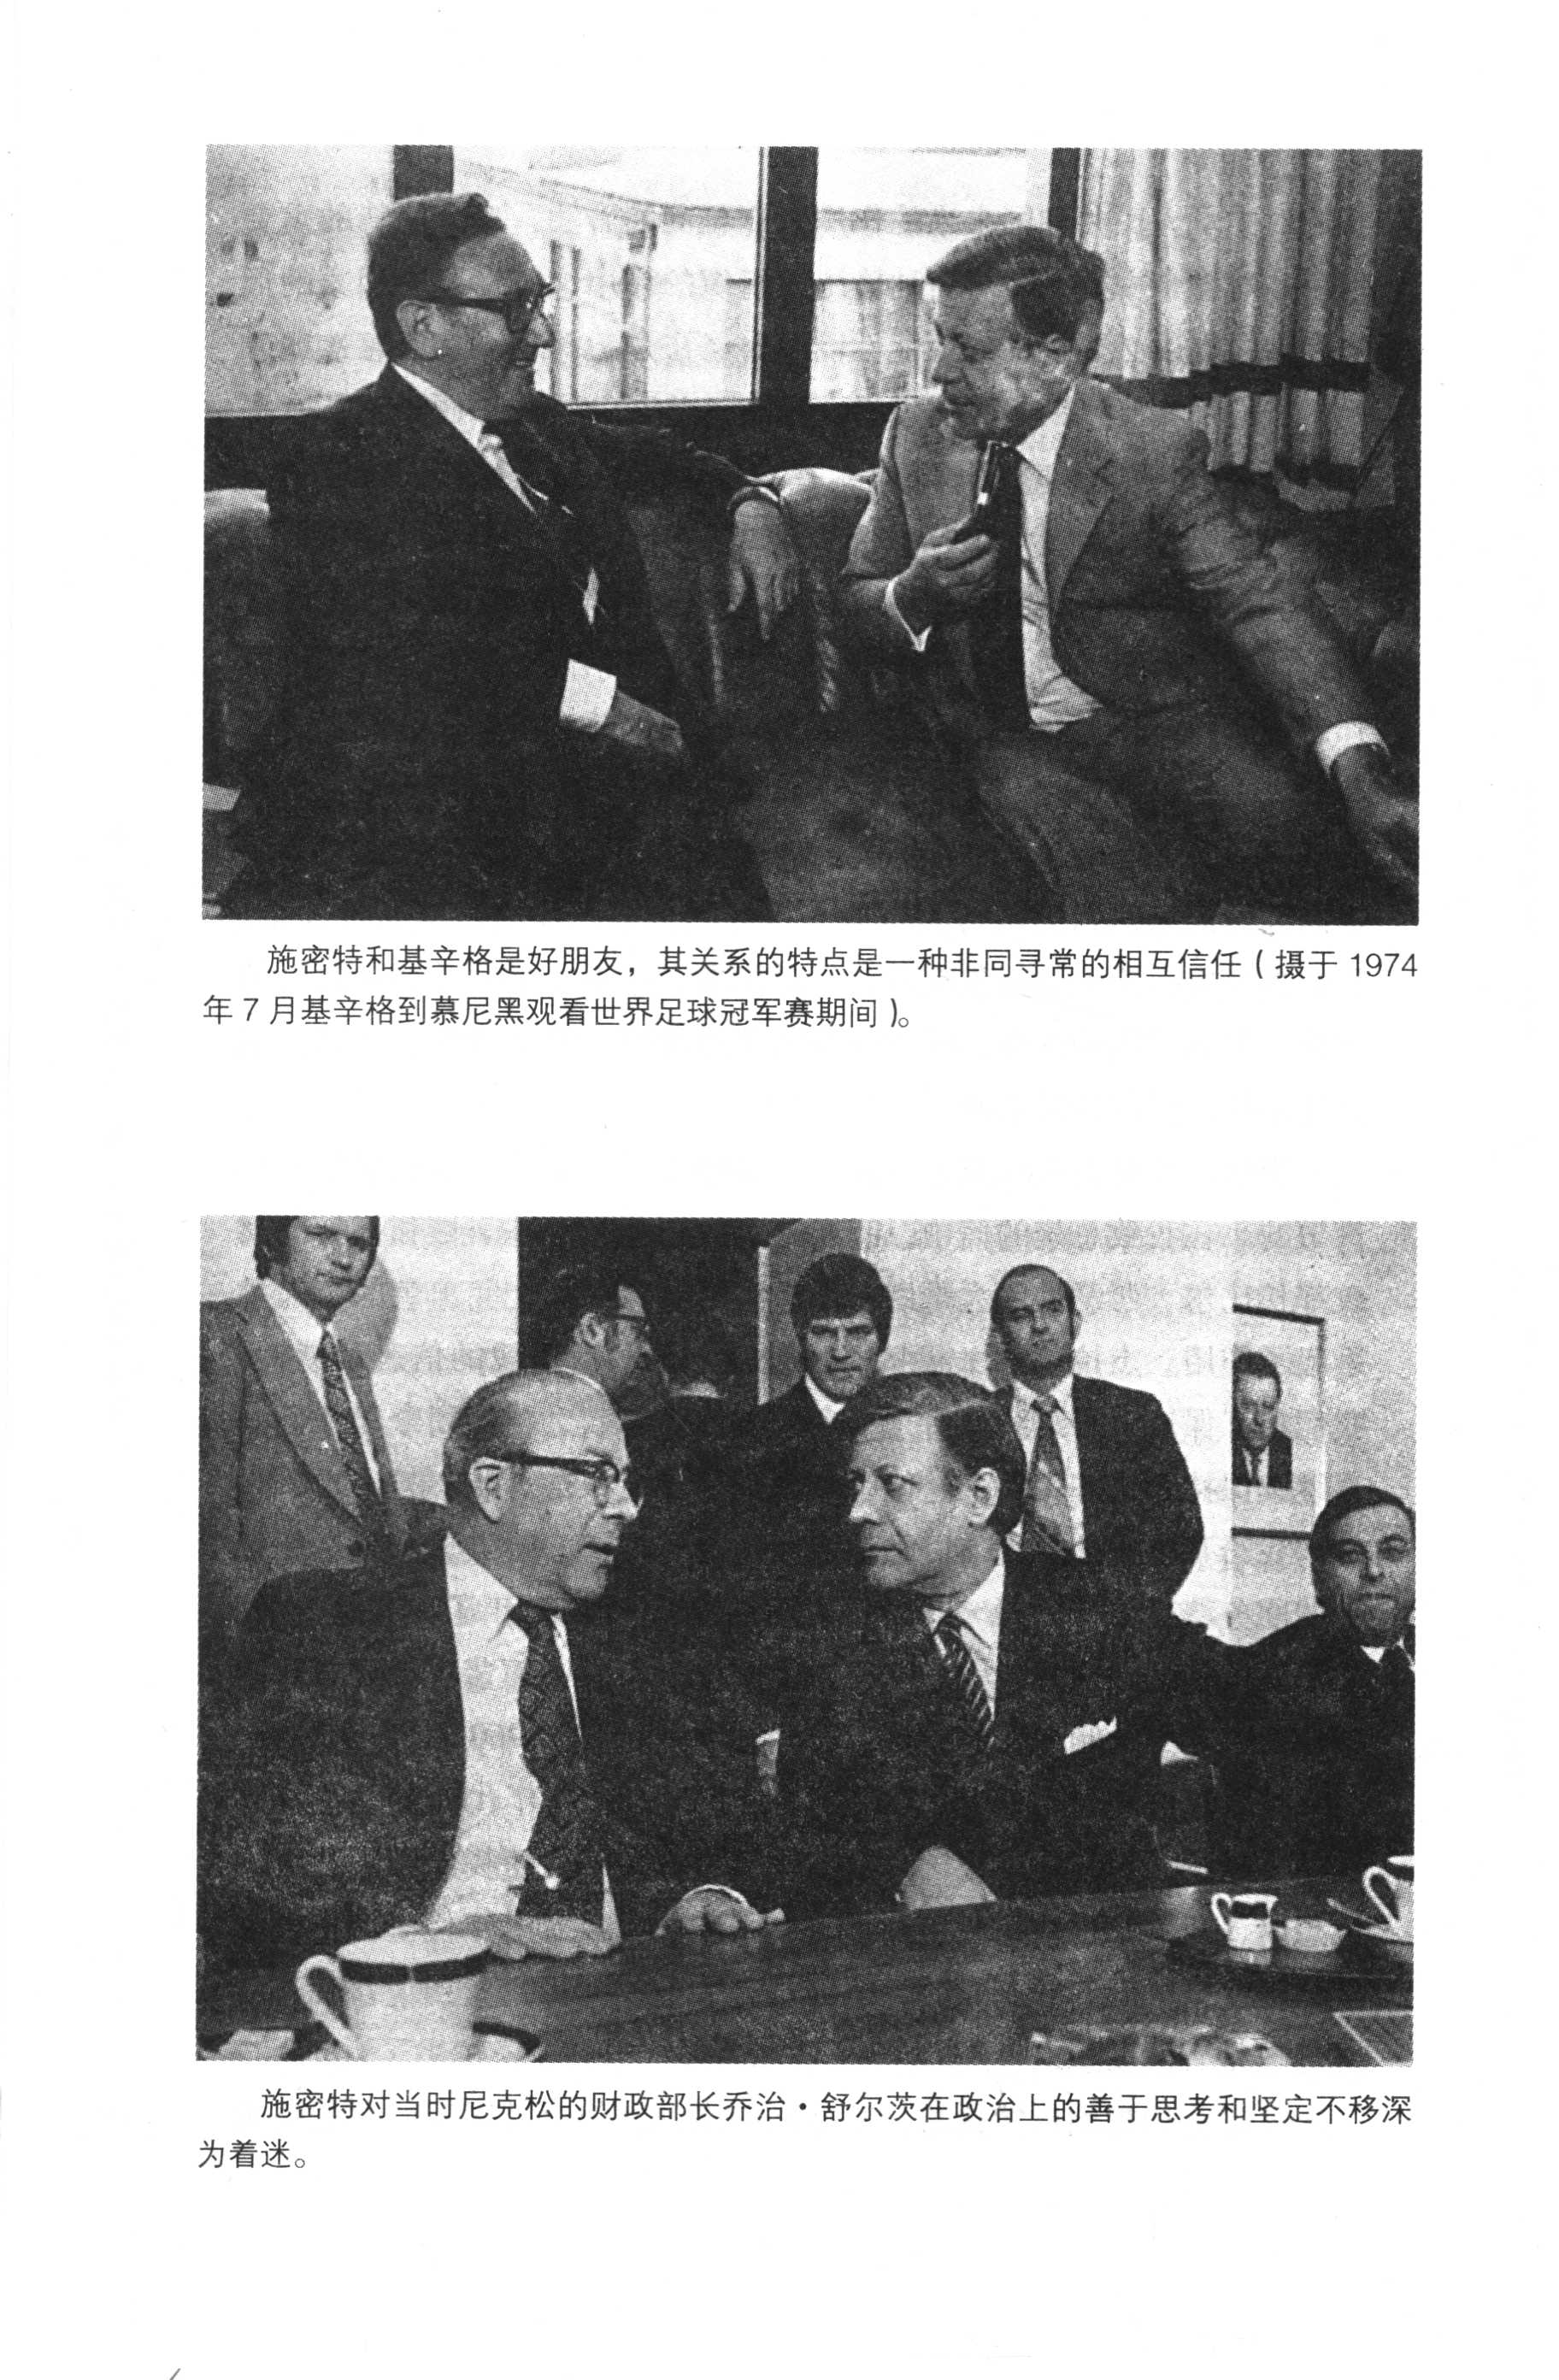 施密特和基辛格是好朋友，其关系的特点是一种非同寻常的相互信任（摄于 1974
年 7 月基辛格到慕尼黑观看世界足球冠军赛期间）。
施密特对当时尼克松的财政部长乔治·舒尔茨在政治上的善于思考和坚定不移深
为着迷。